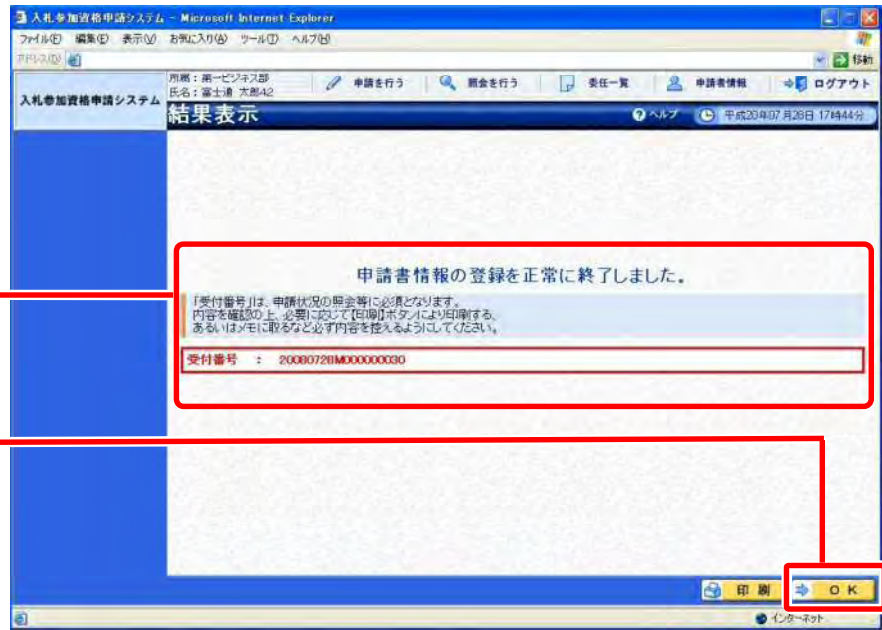 入札参加資格申請システム - Microsoft Internet Explorer
ファイル(F) 編集(E) 表示(V) お気に入り(A) ツール(T) ヘルプ(H)
アドレス(D) 移動
入札参加資格申請システム
所属：第一ビジネス部
氏名：富士通 太郎42
申請を行う 照会を行う 委任一覧 申請者情報 ログアウト
結果表示
ヘルプ 平成20年07月28日 17時44分
申請書情報の登録を正常に終了しました。
「受付番号」は、申請状況の照会等に必須となります。
内容を確認の上、必要に応じて【印刷】ボタンにより印刷する、
あるいはメモに取るなど必ず内容を控えるようにしてください。
受付番号 ： 20080728M000000030
印 刷 O K
インターネット